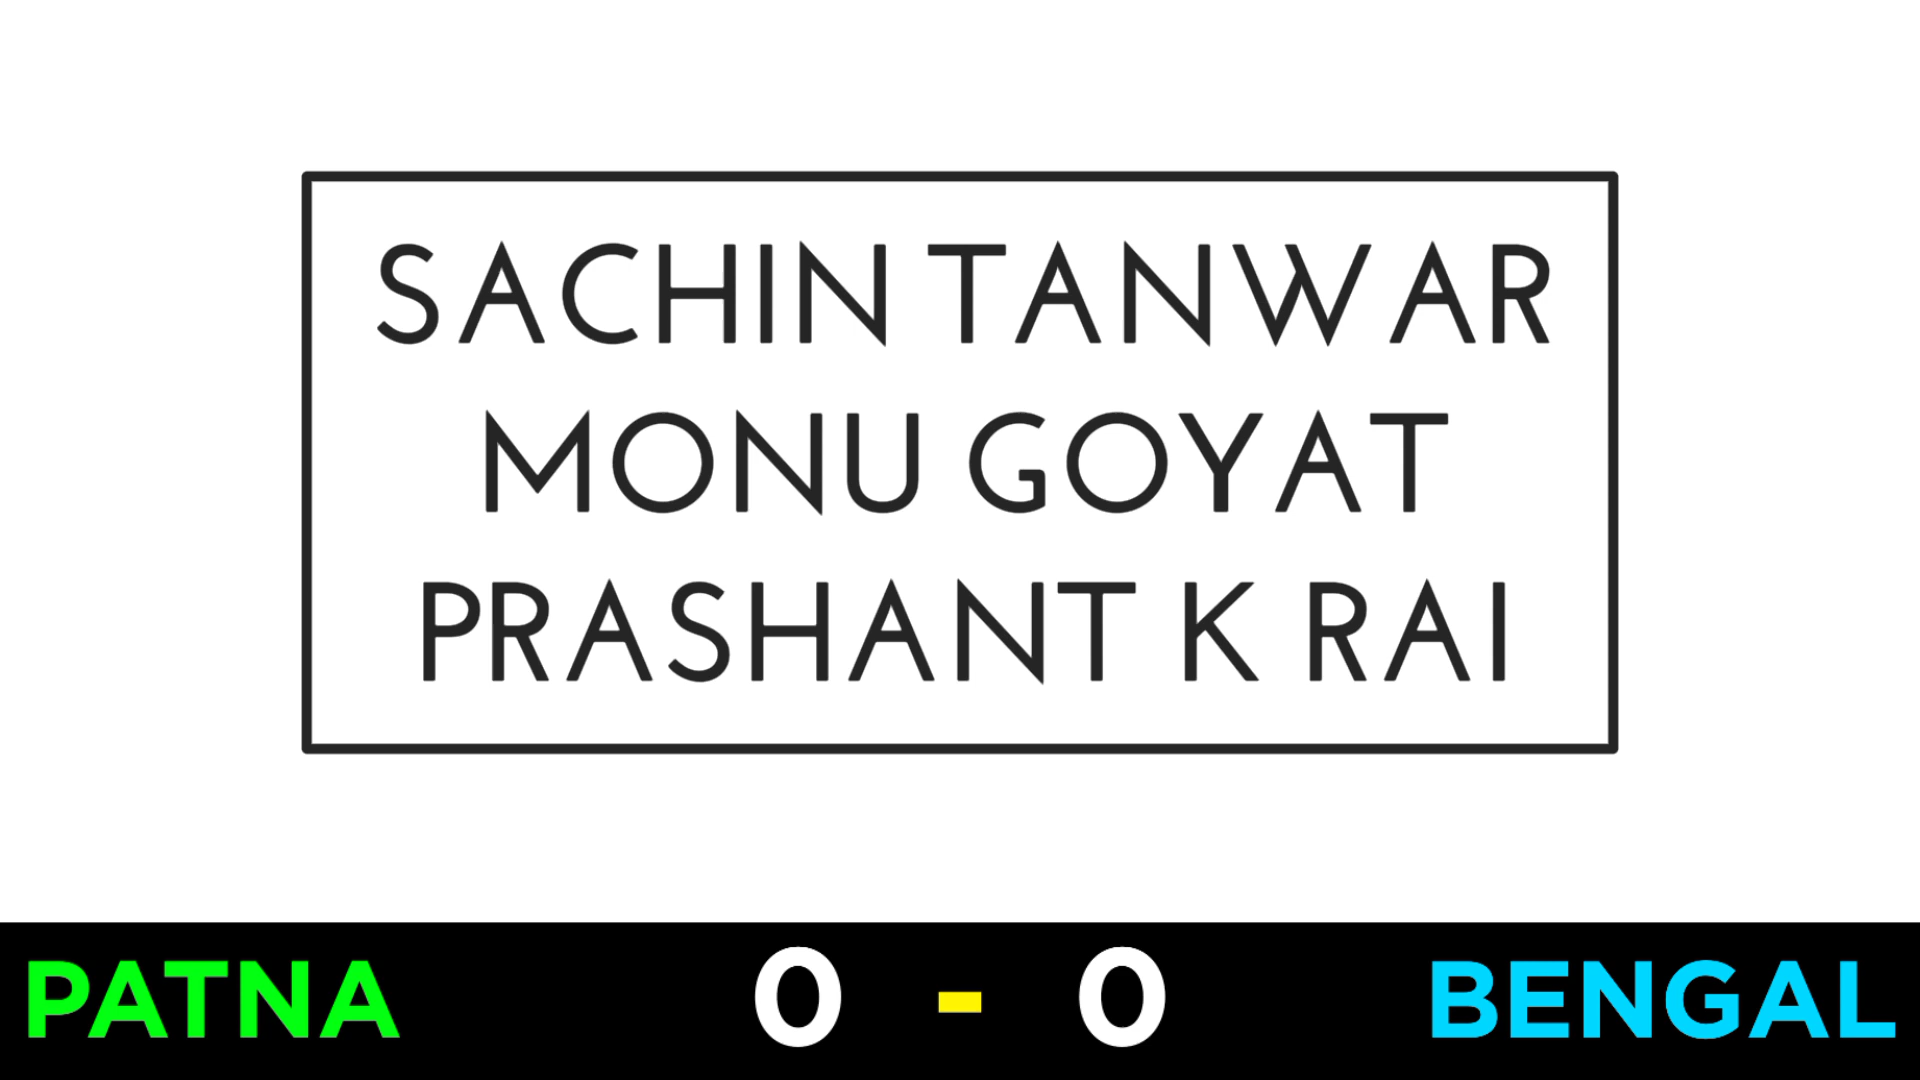 SACHIN TANWAR
MONU GOYAT
PRASHANT K RAI
PATNA 0 - 0 BENGAL